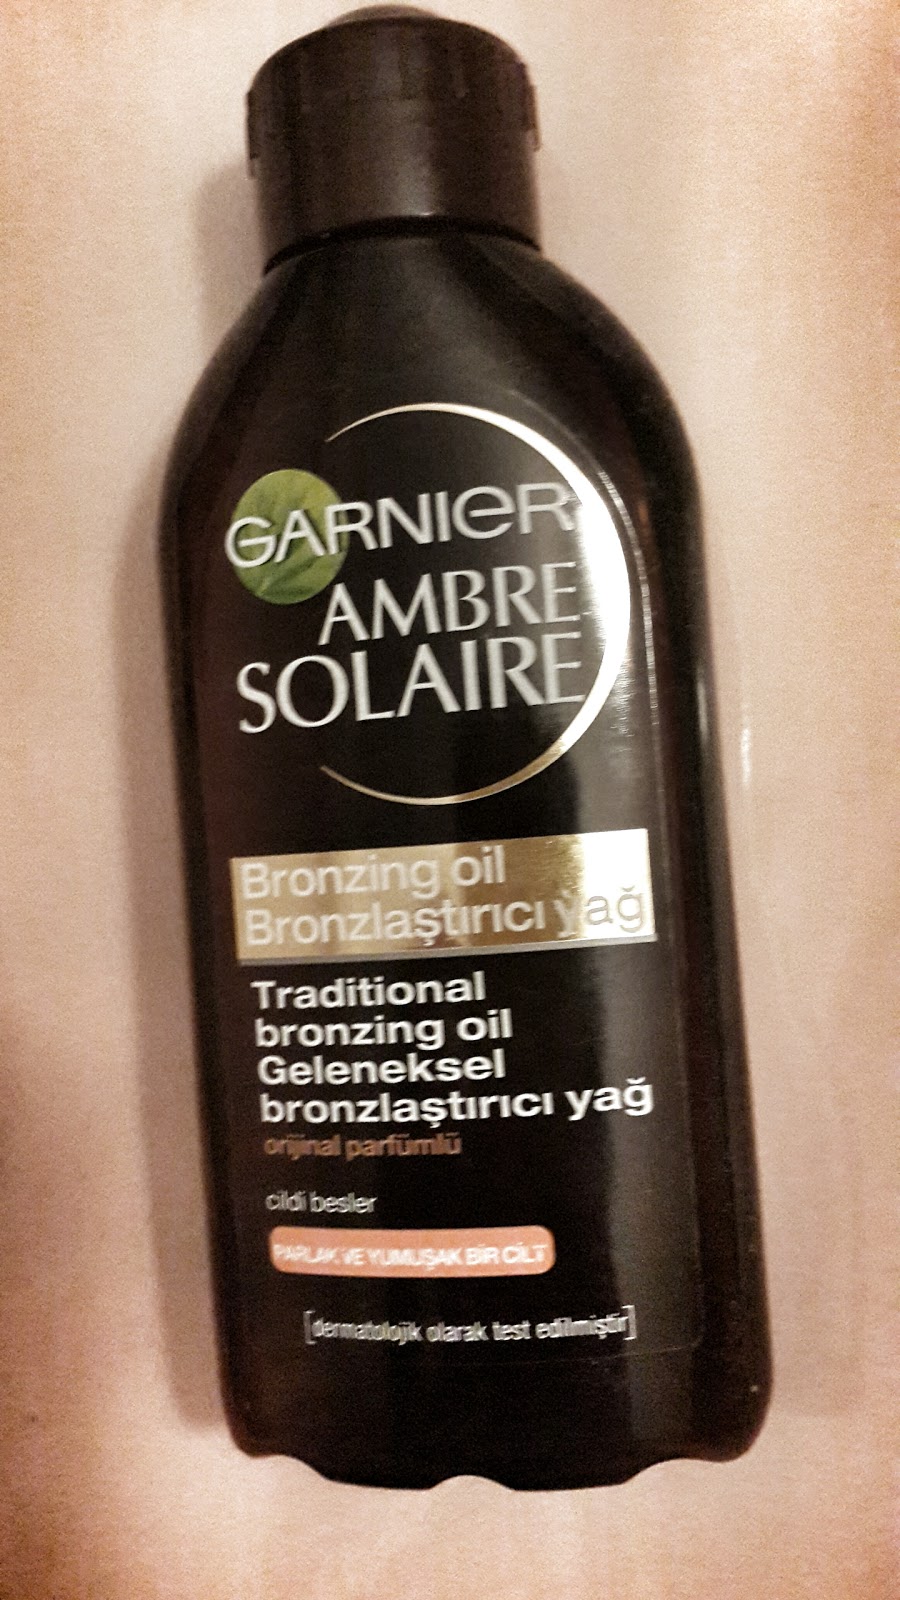 GARNIER
AMBRE
SOLAIRE
Bronzing oil
Bronzlaştırıcı yağ
Traditional
bronzing oil
Geleneksel
bronzlaştırıcı yağ
orijinal parfümlü
cildi besler
PARLAK VE YUMUŞAK BİR CİLT
[dermatolojik olarak test edilmiştir]